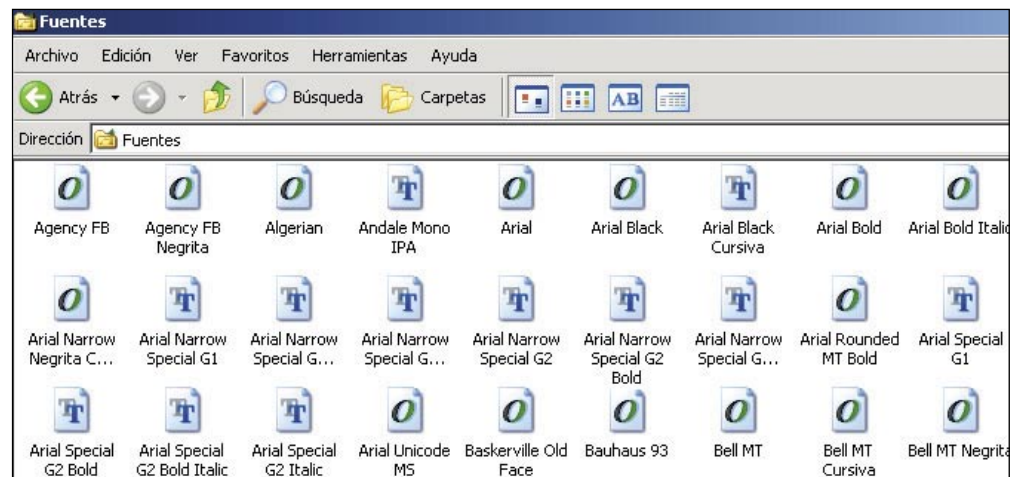 Fuentes
Archivo Edición Ver Favoritos Herramientas Ayuda
Atrás Búsqueda Carpetas AB
Dirección Fuentes
Agency FB
Agency FB Negrita
Algerian
Andale Mono IPA
Arial
Arial Black
Arial Black Cursiva
Arial Bold
Arial Bold Italic
Arial Narrow Negrita C...
Arial Narrow Special G1
Arial Narrow Special G...
Arial Narrow Special G...
Arial Narrow Special G2
Arial Narrow Special G2 Bold
Arial Narrow Special G...
Arial Rounded MT Bold
Arial Special G1
Arial Special G2 Bold
Arial Special G2 Bold Italic
Arial Special G2 Italic
Arial Unicode MS
Baskerville Old Face
Bauhaus 93
Bell MT
Bell MT Cursiva
Bell MT Negrita